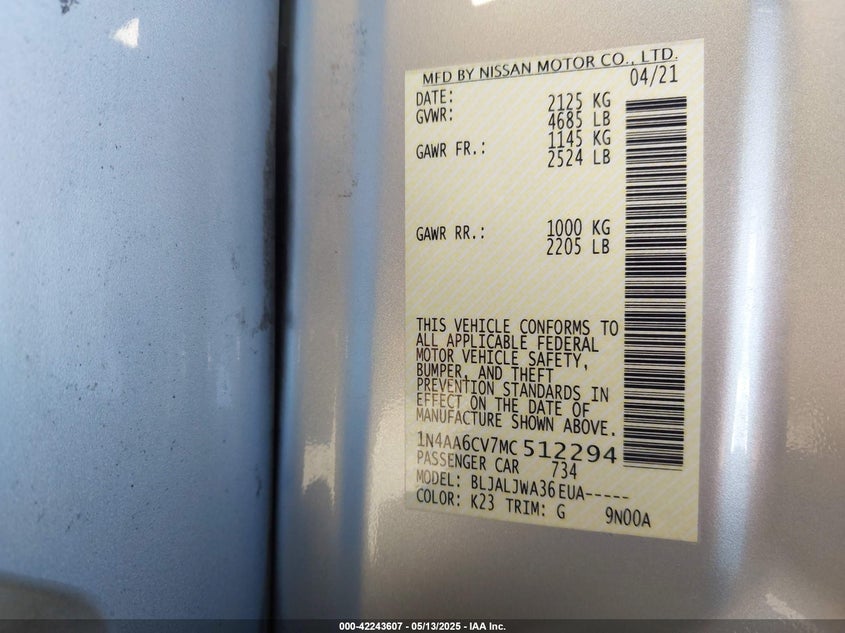 MFD BY NISSAN MOTOR CO., LTD.
DATE: 04/21
GVWR: 2125 KG
4685 LB
GAWR FR.: 1145 KG
2524 LB
GAWR RR.: 1000 KG
2205 LB
THIS VEHICLE CONFORMS TO
ALL APPLICABLE FEDERAL
MOTOR VEHICLE SAFETY,
BUMPER, AND THEFT
PREVENTION STANDARDS IN
EFFECT ON THE DATE OF
MANUFACTURE SHOWN ABOVE.
1N4AA6CV7MC512294
PASSENGER CAR 734
MODEL: BLJALJWA36EUA-----
COLOR: K23 TRIM: G 9N00A
000-42243607 - 05/13/2025 - IAA Inc.